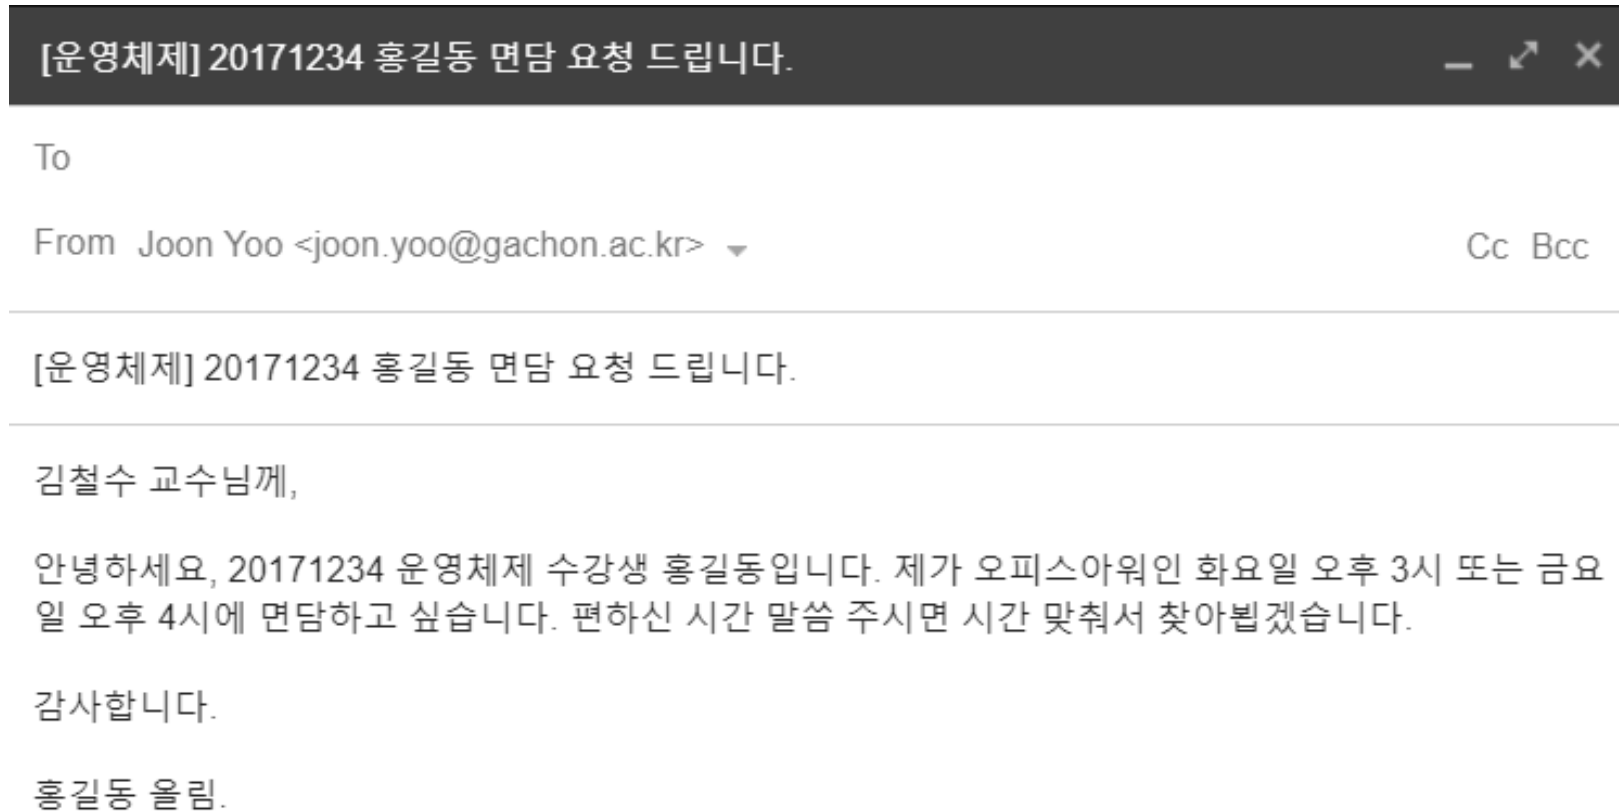 [운영체제] 20171234 홍길동 면담 요청 드립니다.
To
From Joon Yoo <joon.yoo@gachon.ac.kr>
Cc Bcc
[운영체제] 20171234 홍길동 면담 요청 드립니다.
김철수 교수님께,
안녕하세요, 20171234 운영체제 수강생 홍길동입니다. 제가 오피스아워인 화요일 오후 3시 또는 금요
일 오후 4시에 면담하고 싶습니다. 편하신 시간 말씀 주시면 시간 맞춰서 찾아뵙겠습니다.
감사합니다.
홍길동 올림.